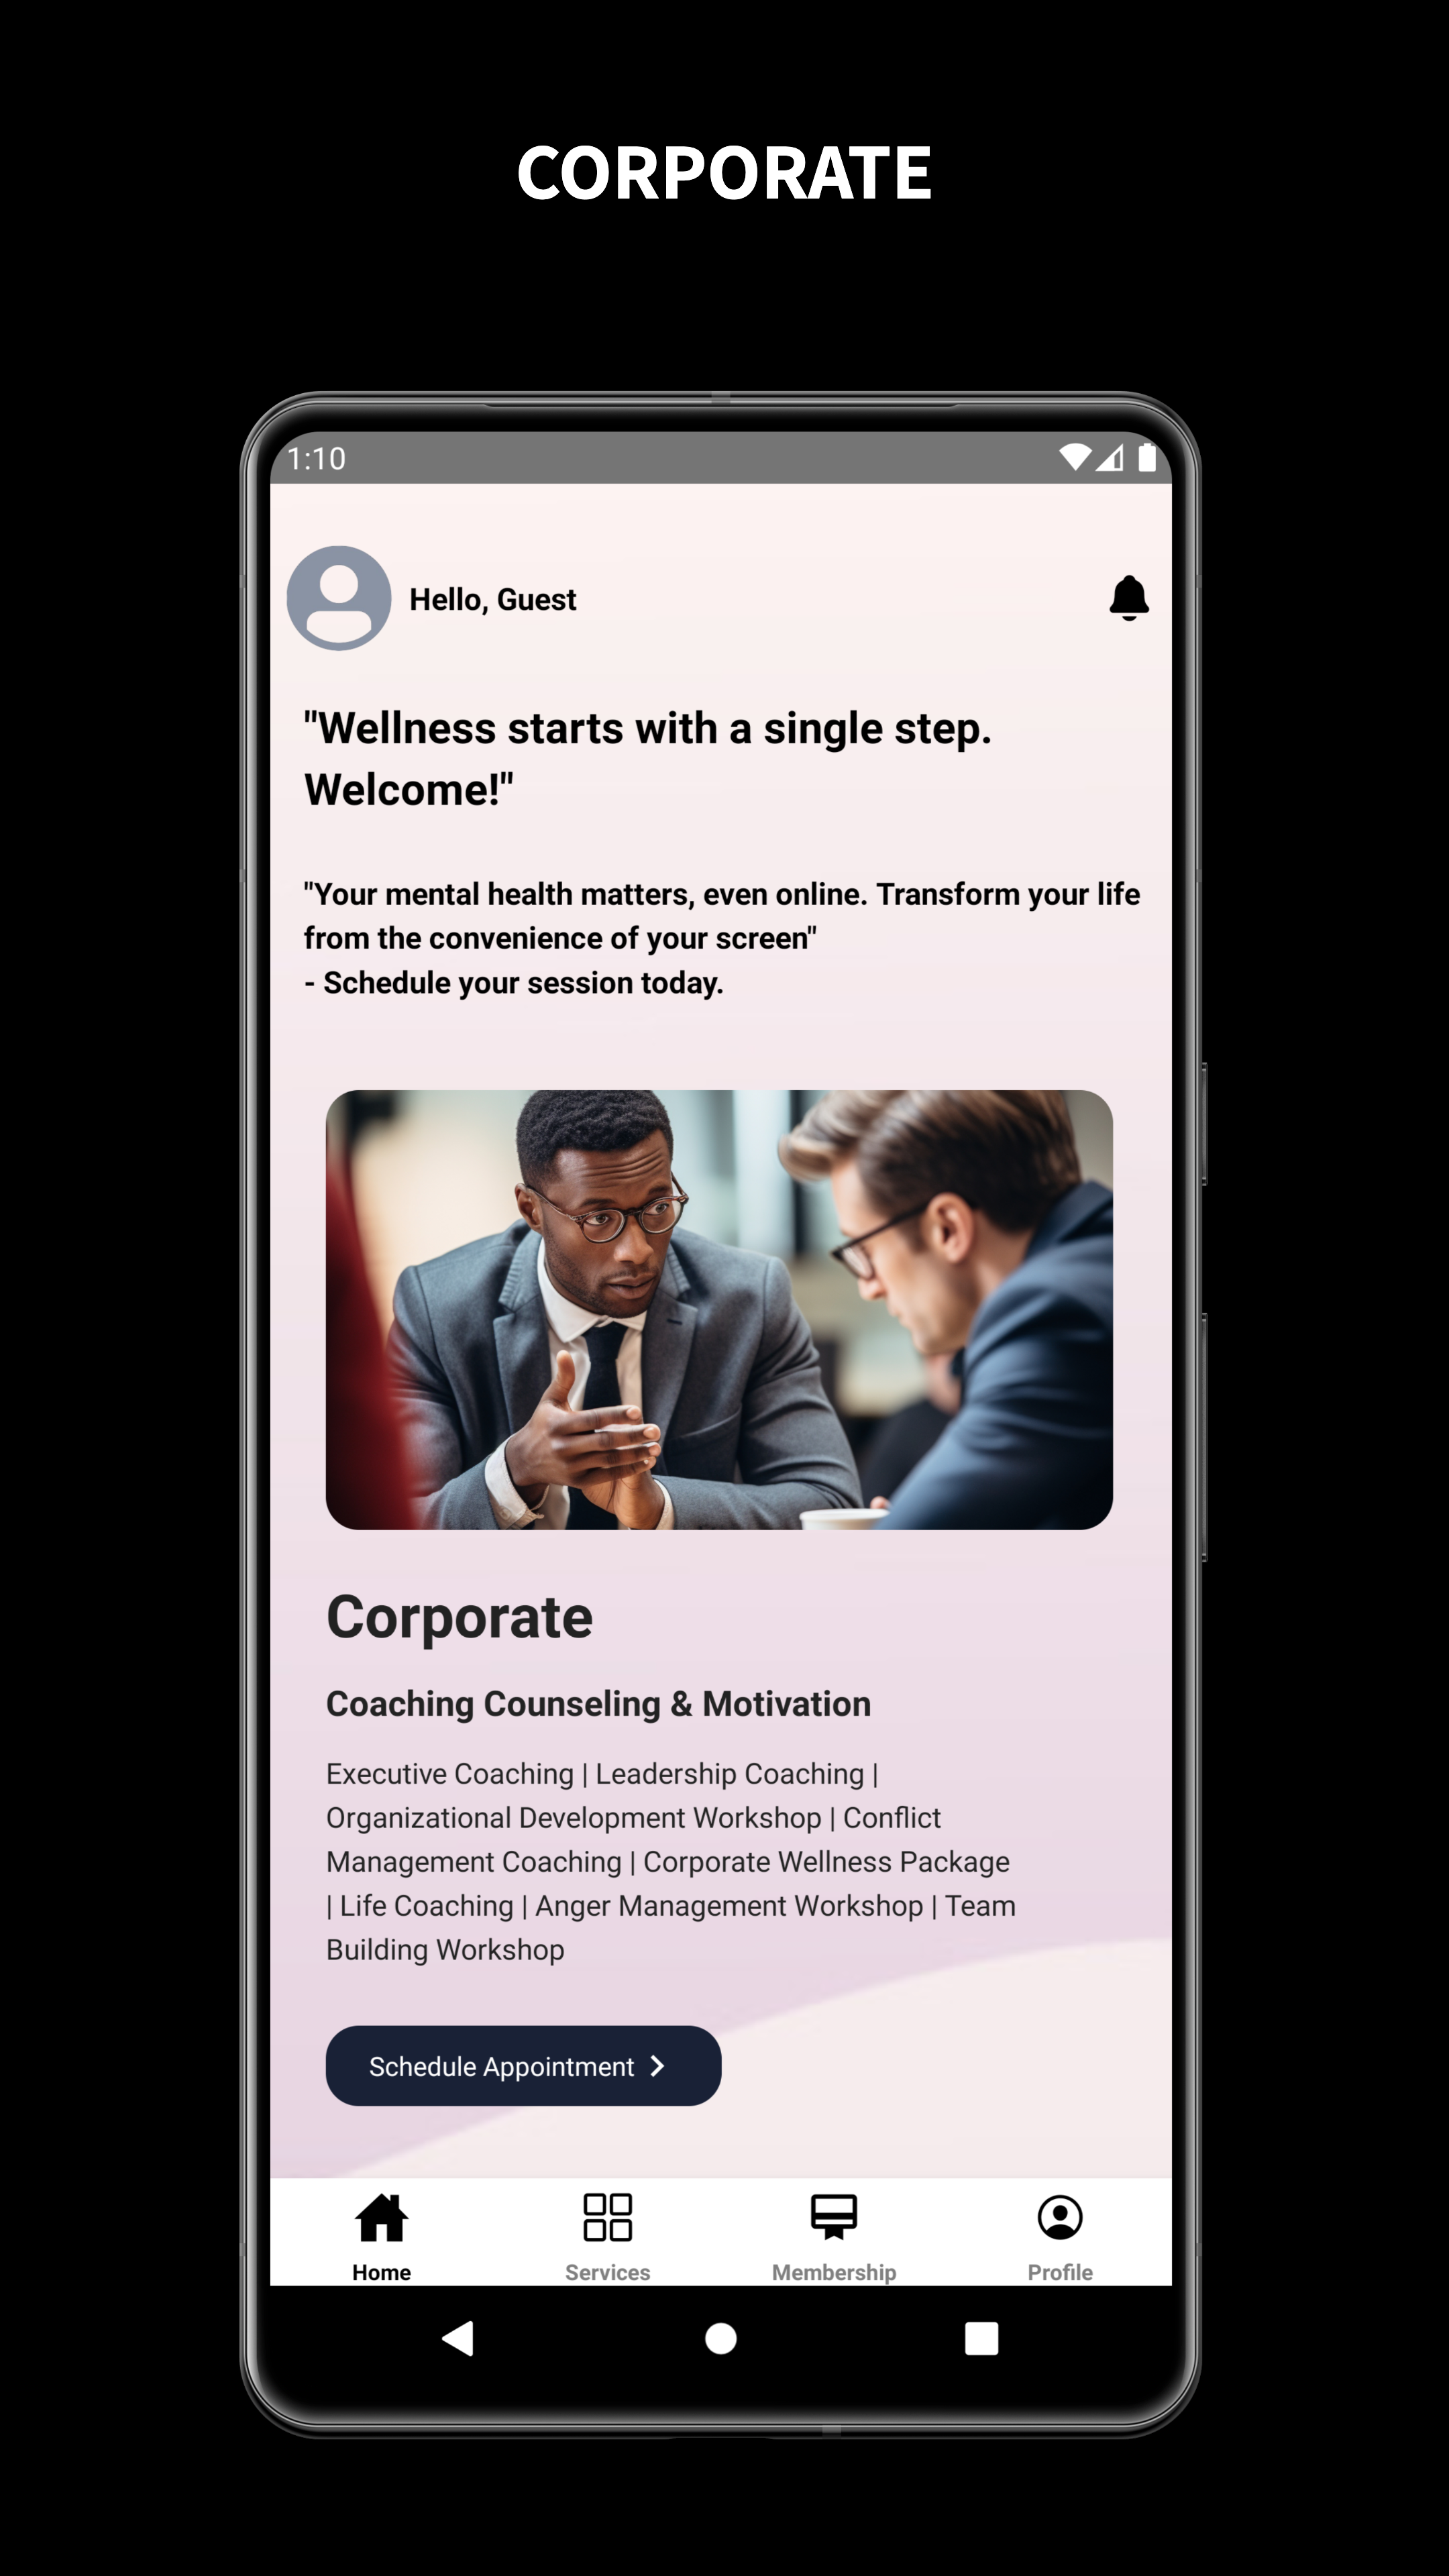 CORPORATE
1:10
Hello, Guest
"Wellness starts with a single step.
Welcome!"
"Your mental health matters, even online. Transform your life
from the convenience of your screen"
- Schedule your session today.
Corporate
Coaching Counseling & Motivation
Executive Coaching | Leadership Coaching |
Organizational Development Workshop | Conflict
Management Coaching | Corporate Wellness Package
| Life Coaching | Anger Management Workshop | Team
Building Workshop
Schedule Appointment
Home
Services
Membership
Profile